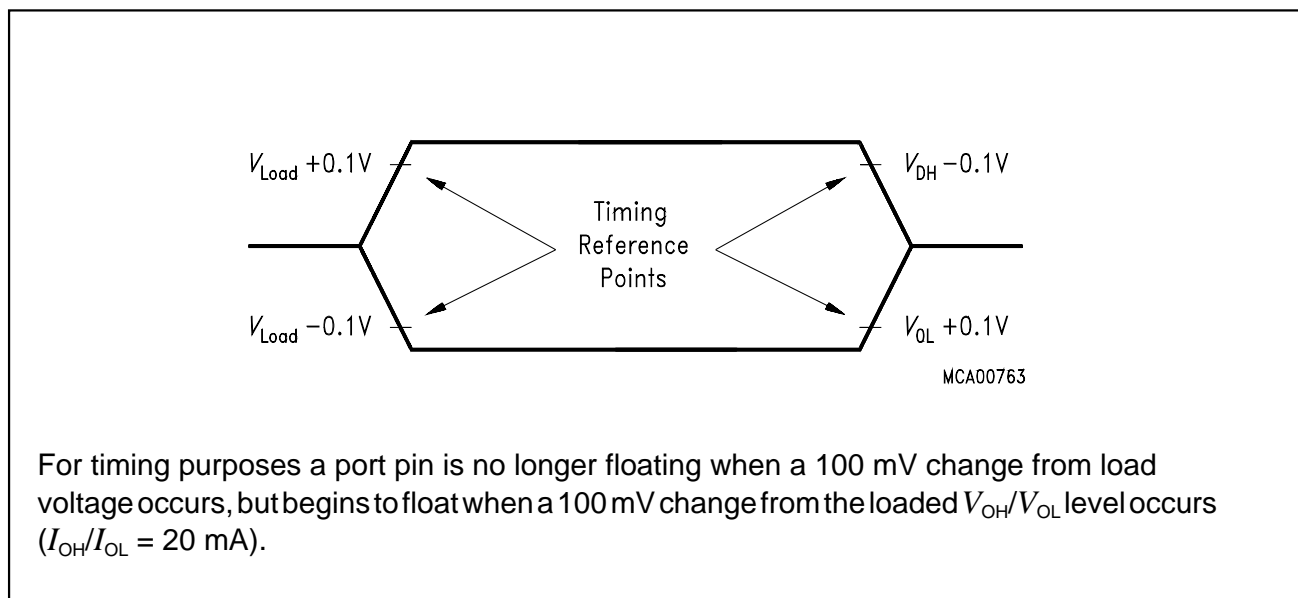 V_Load +0.1V
V_DH −0.1V
Timing
Reference
Points
V_Load −0.1V
V_OL +0.1V
MCA00763
For timing purposes a port pin is no longer floating when a 100 mV change from load
voltage occurs, but begins to float when a 100 mV change from the loaded V_OH/V_OL level occurs
(I_OH/I_OL = 20 mA).